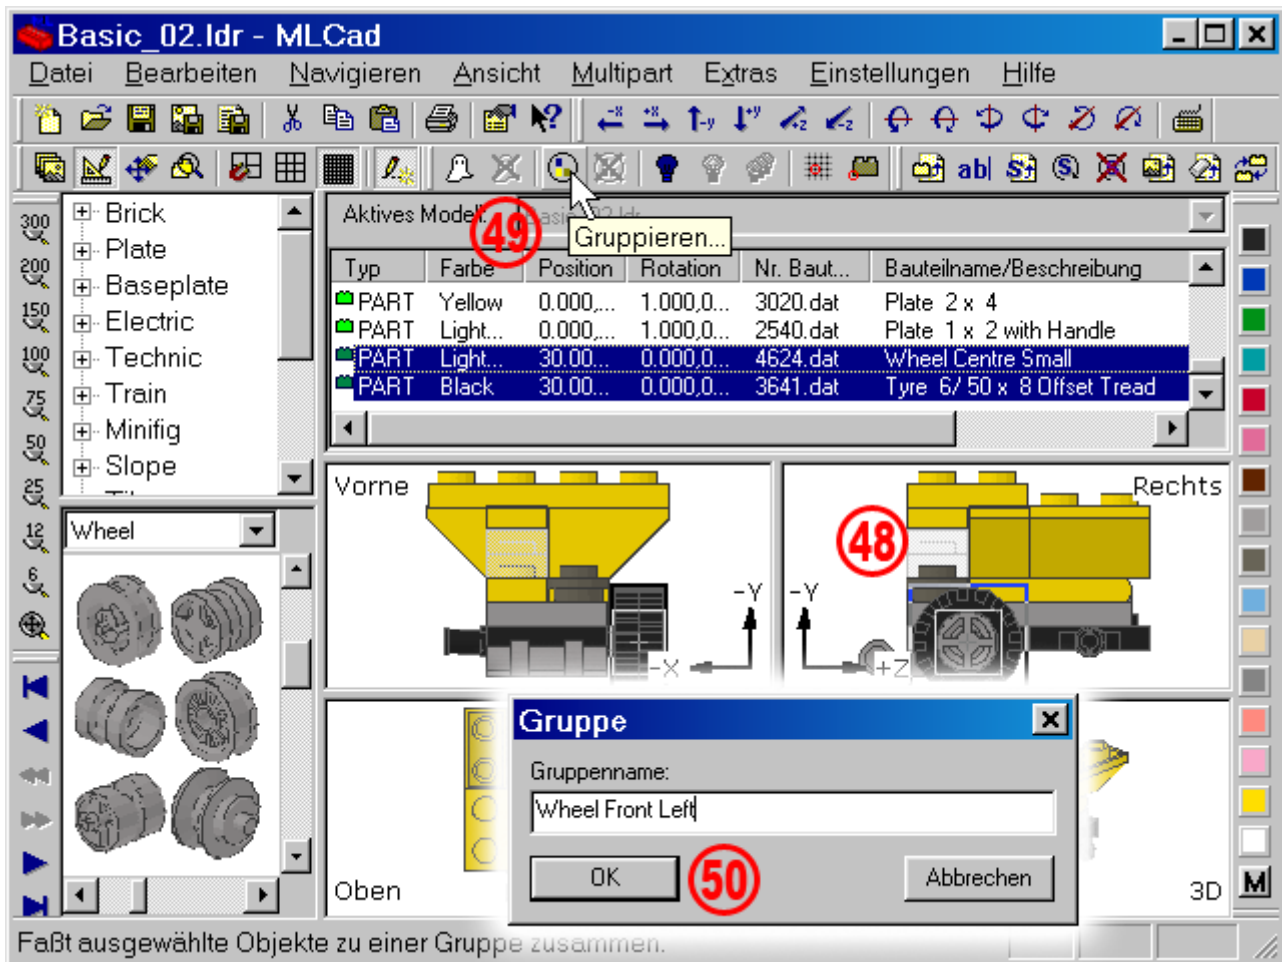 Basic_02.ldr - MLCad
Datei Bearbeiten Navigieren Ansicht Multipart Extras Einstellungen Hilfe
-x +x -y +y +z -z
ab
300
200
150
100
75
50
25
12
6
Brick
Plate
Baseplate
Electric
Technic
Train
Minifig
Slope
Wheel
Aktives Modell: Basic_02.ldr
49
Gruppieren...
Typ Farbe Position Rotation Nr. Baut... Bauteilname/Beschreibung
PART Yellow 0.000,... 1.000,0... 3020.dat Plate 2 x 4
PART Light... 0.000,... 1.000,0... 2540.dat Plate 1 x 2 with Handle
PART Light... 30.00... 0.000,0... 4624.dat Wheel Centre Small
PART Black 30.00... 0.000,0... 3641.dat Tyre 6/ 50 x 8 Offset Tread
Vorne
-Y
-X
Rechts
48
-Y
+Z
Oben
3D
M
Gruppe
Gruppenname:
Wheel Front Left
OK
50
Abbrechen
Faßt ausgewählte Objekte zu einer Gruppe zusammen.